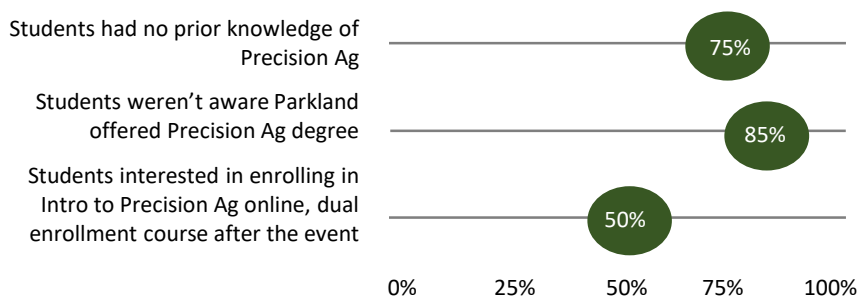 Students had no prior knowledge of
Precision Ag
75%
Students weren’t aware Parkland
offered Precision Ag degree
85%
Students interested in enrolling in
Intro to Precision Ag online, dual
enrollment course after the event
50%
0% 25% 50% 75% 100%